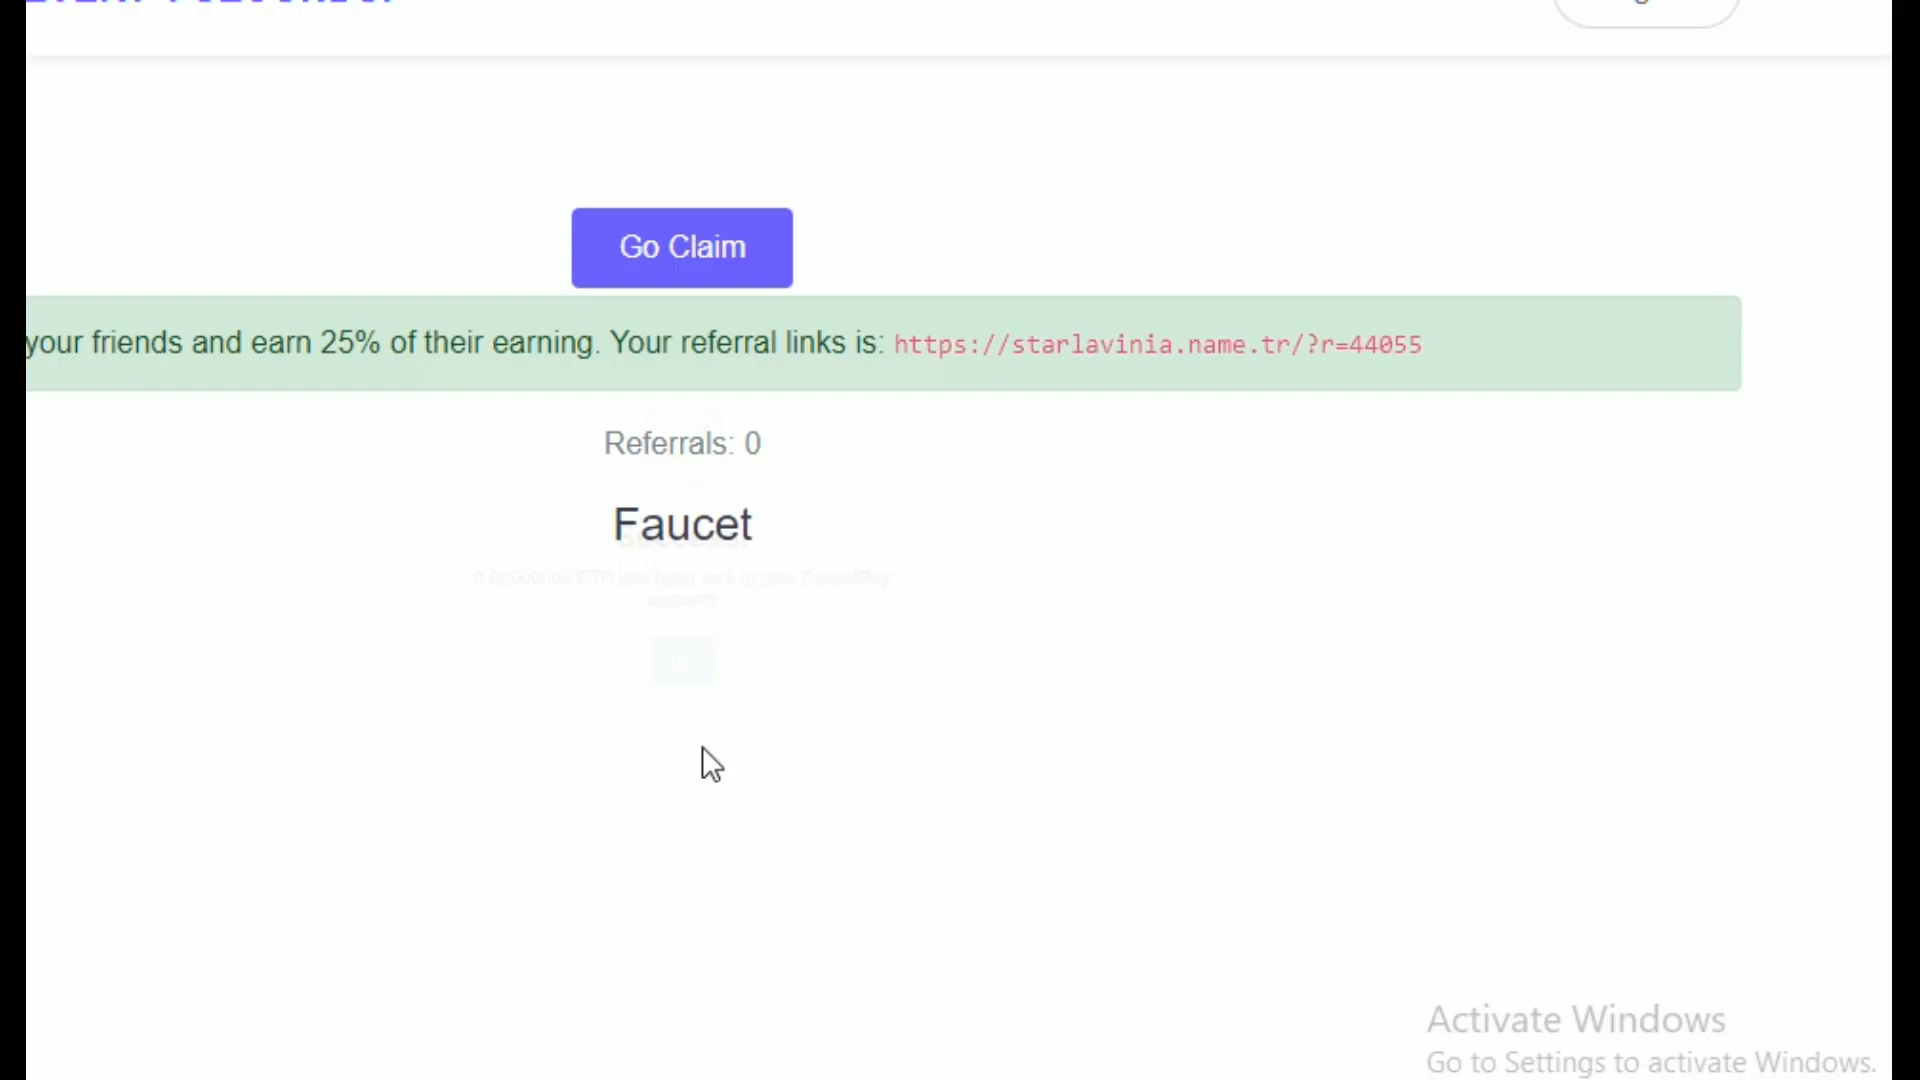 Go Claim
your friends and earn 25% of their earning. Your referral links is: https://starlavinia.name.tr/?r=44055
Referrals: 0
Faucet
Activate Windows
Go to Settings to activate Windows.